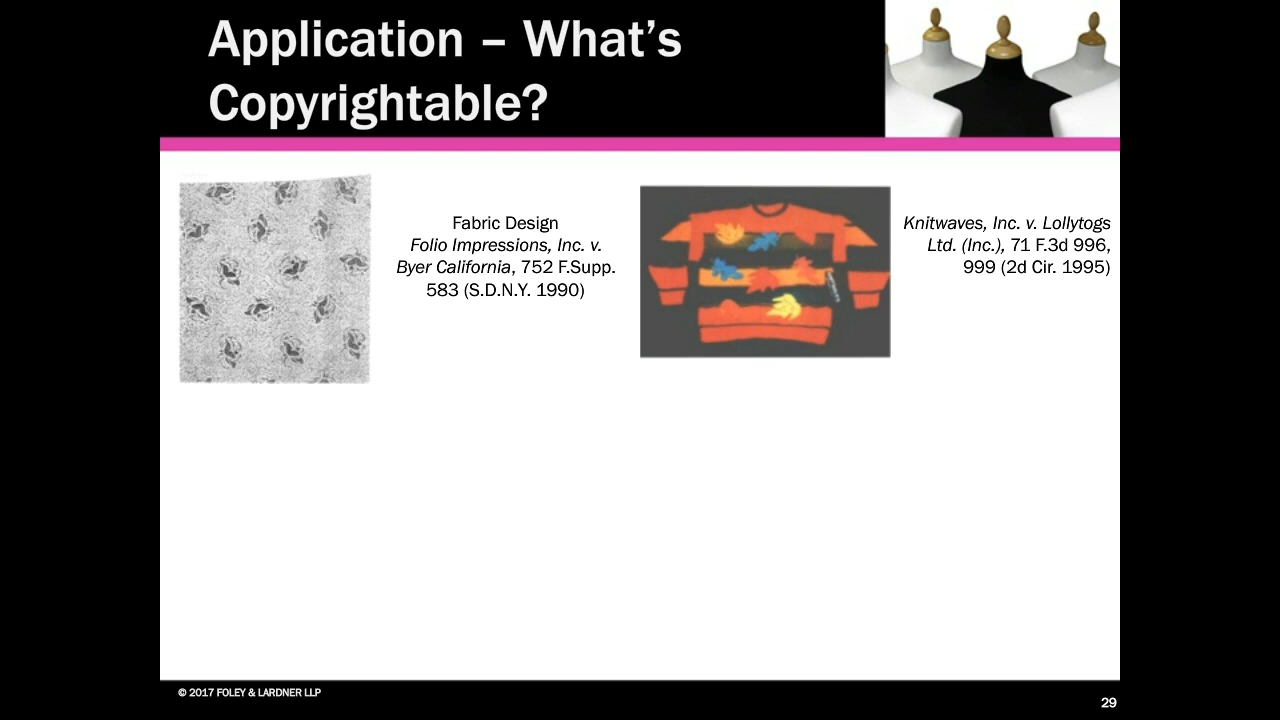 Application – What’s
Copyrightable?
Fabric Design
Folio Impressions, Inc. v.
Byer California, 752 F.Supp.
583 (S.D.N.Y. 1990)
Knitwaves, Inc. v. Lollytogs
Ltd. (Inc.), 71 F.3d 996,
999 (2d Cir. 1995)
© 2017 FOLEY & LARDNER LLP
29